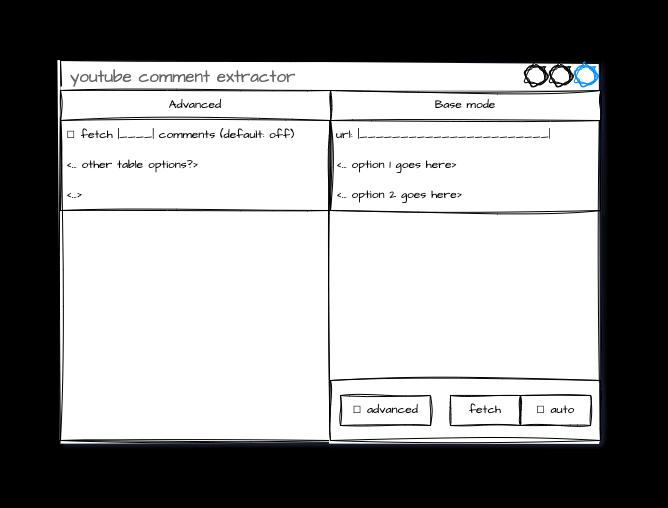 youtube comment extractor
Advanced
☐ fetch |____| comments (default: off)
<... other table options?>
<...>
Base mode
url: |_______________________|
<... option 1 goes here>
<... option 2 goes here>
☐ advanced
fetch
☐ auto